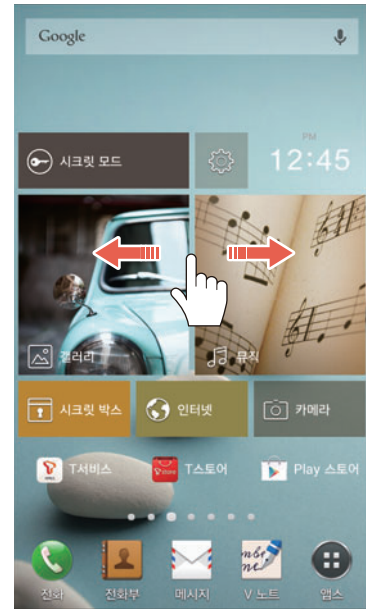 Google
시크릿 모드
PM
12:45
갤러리
뮤직
시크릿 박스
인터넷
카메라
T서비스
T스토어
Play 스토어
전화
전화부
메시지
V 노트
앱스